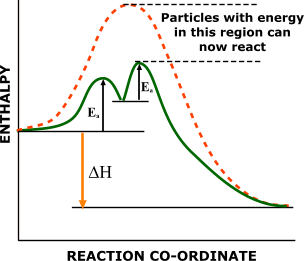 Particles with energy
in this region can
now react
ENTHALPY
Ea
Ea
ΔH
REACTION CO-ORDINATE